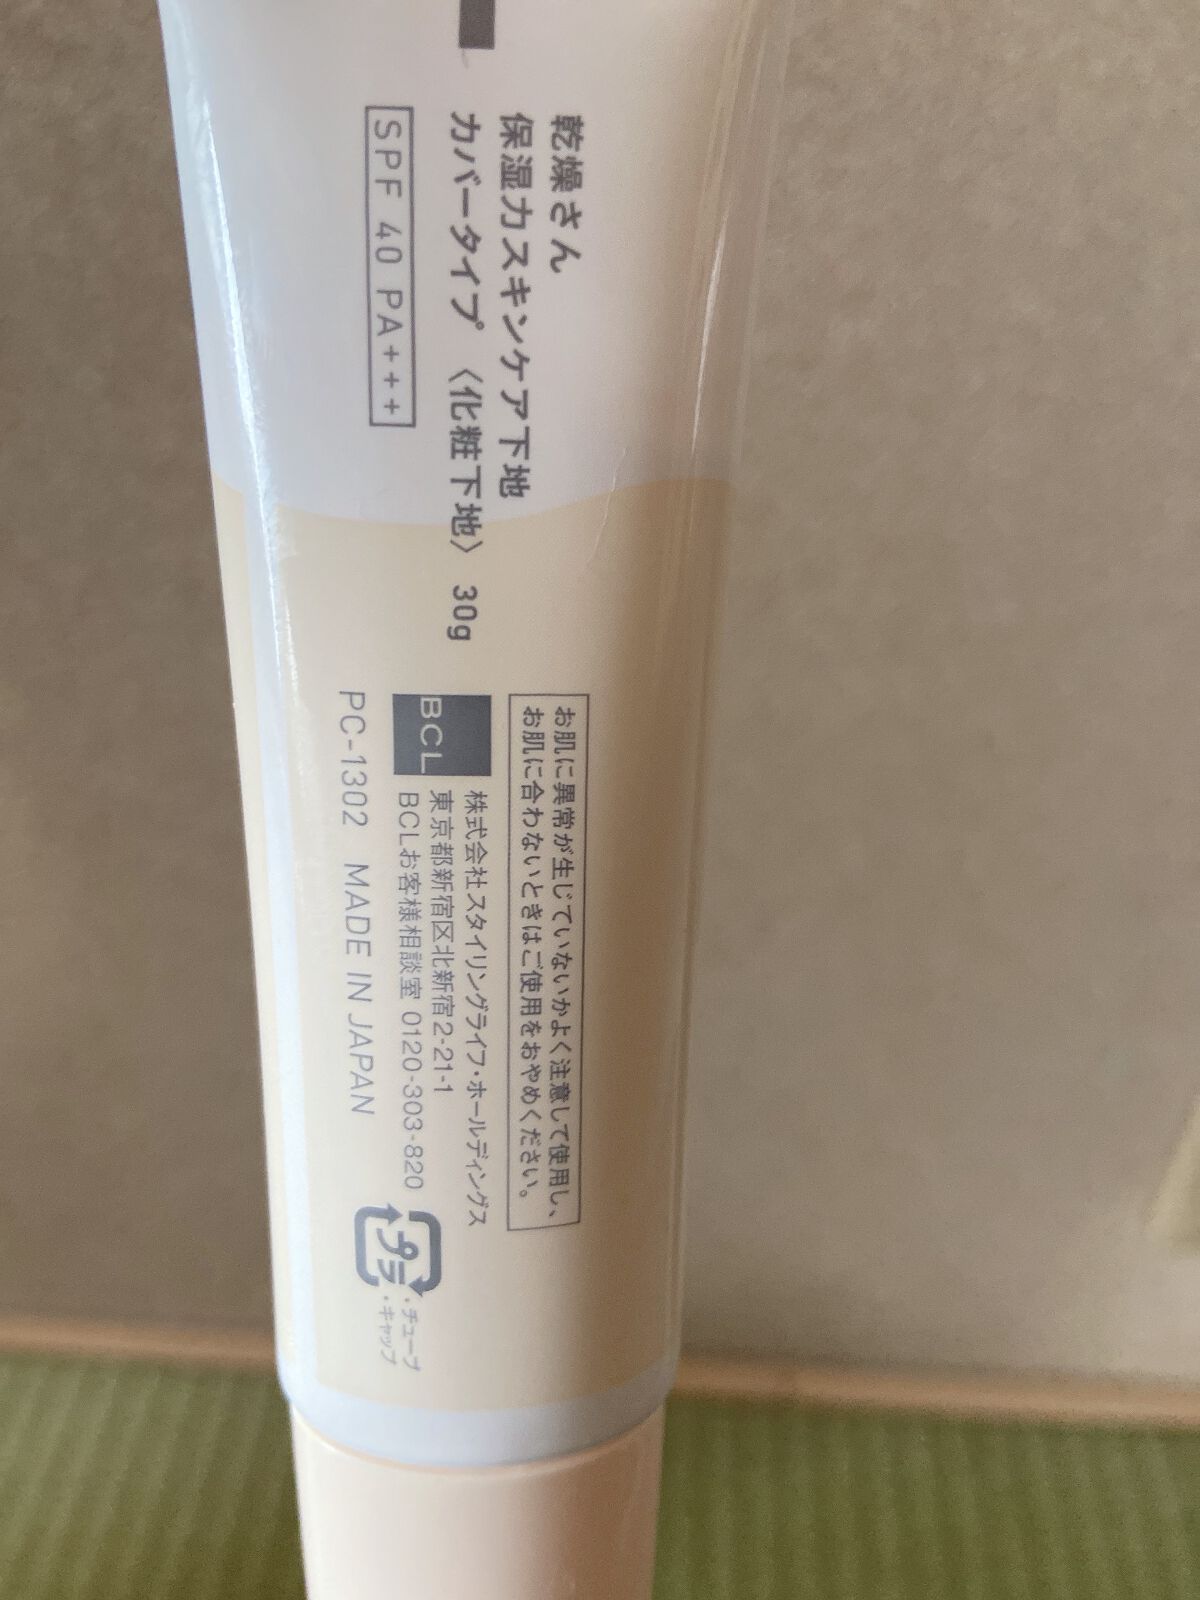 乾燥さん
保湿力スキンケア下地
カバータイプ 〈化粧下地〉 30g
SPF 40 PA+++
お肌に異常が生じていないかよく注意して使用し、
お肌に合わないときはご使用をおやめください。
BCL
株式会社スタイリングライフ・ホールディングス
東京都新宿区北新宿2-21-1
BCLお客様相談室 0120-303-820
PC-1302 MADE IN JAPAN
プラ
・チューブ
・キャップ